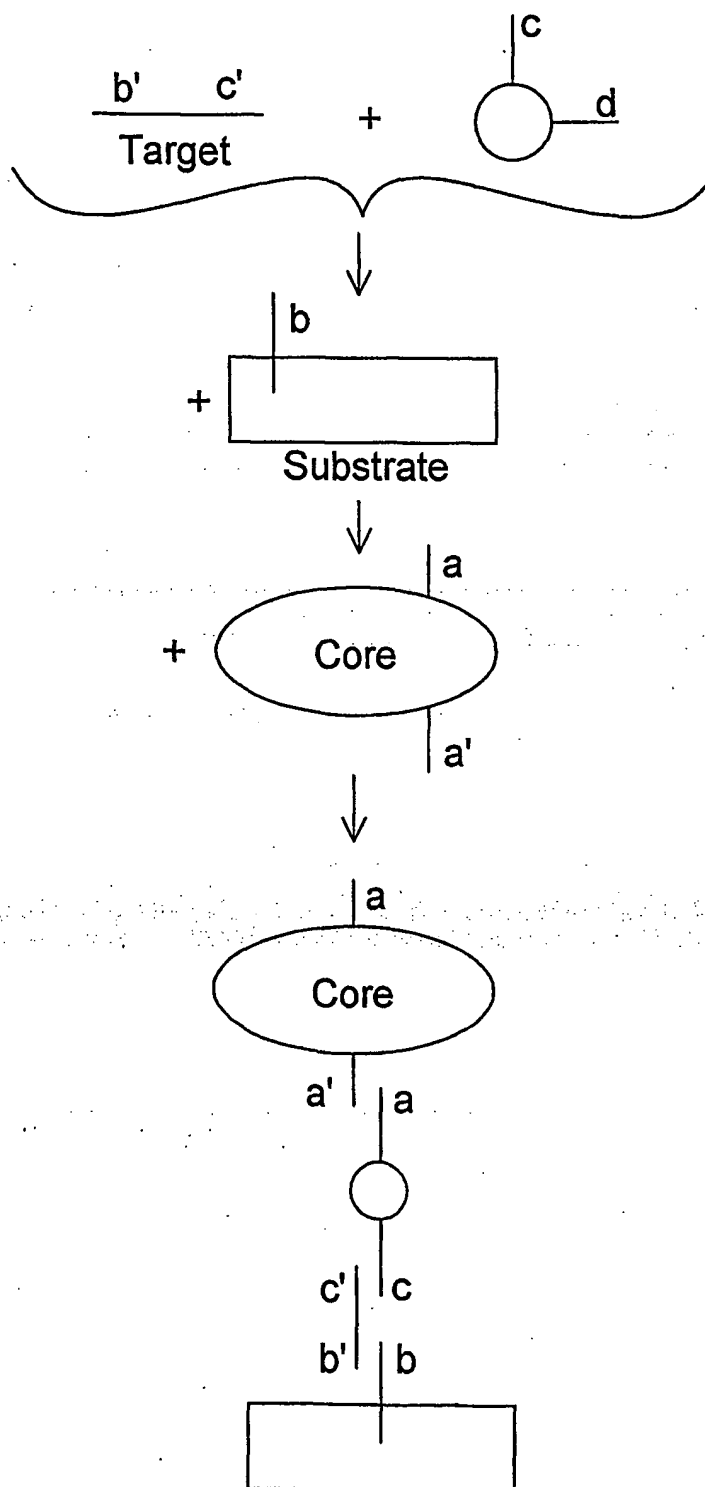 c
b' c'
+ d
Target
b
+
Substrate
a
+ Core
a'
a
Core
a' a
c' c
b' b